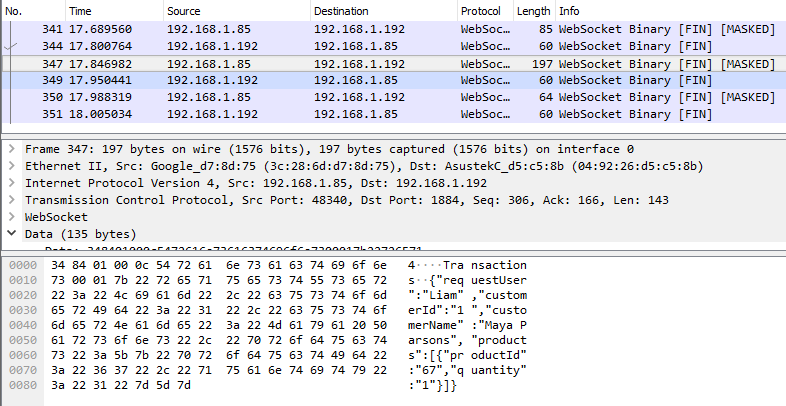 No. Time Source Destination Protocol Length Info
341 17.689560 192.168.1.85 192.168.1.192 WebSoc… 85 WebSocket Binary [FIN] [MASKED]
344 17.800764 192.168.1.192 192.168.1.85 WebSoc… 60 WebSocket Binary [FIN]
347 17.846982 192.168.1.85 192.168.1.192 WebSoc… 197 WebSocket Binary [FIN] [MASKED]
349 17.950441 192.168.1.192 192.168.1.85 WebSoc… 60 WebSocket Binary [FIN]
350 17.988319 192.168.1.85 192.168.1.192 WebSoc… 64 WebSocket Binary [FIN] [MASKED]
351 18.005034 192.168.1.192 192.168.1.85 WebSoc… 60 WebSocket Binary [FIN]
Frame 347: 197 bytes on wire (1576 bits), 197 bytes captured (1576 bits) on interface 0
Ethernet II, Src: Google_d7:8d:75 (3c:28:6d:d7:8d:75), Dst: AsustekC_d5:c5:8b (04:92:26:d5:c5:8b)
Internet Protocol Version 4, Src: 192.168.1.85, Dst: 192.168.1.192
Transmission Control Protocol, Src Port: 48340, Dst Port: 1884, Seq: 306, Ack: 166, Len: 143
WebSocket
Data (135 bytes)
Data: 348401000c5472616e73616374696f6e7300017b22726571
0000 34 84 01 00 0c 54 72 61 6e 73 61 63 74 69 6f 6e 4····Tra nsaction
0010 73 00 01 7b 22 72 65 71 75 65 73 74 55 73 65 72 s··{"req uestUser
0020 22 3a 22 4c 69 61 6d 22 2c 22 63 75 73 74 6f 6d ":"Liam" ,"custom
0030 65 72 49 64 22 3a 22 31 22 2c 22 63 75 73 74 6f erId":"1 ","custo
0040 6d 65 72 4e 61 6d 65 22 3a 22 4d 61 79 61 20 50 merName" :"Maya P
0050 61 72 73 6f 6e 73 22 2c 22 70 72 6f 64 75 63 74 arsons", "product
0060 73 22 3a 5b 7b 22 70 72 6f 64 75 63 74 49 64 22 s":[{"pr oductId"
0070 3a 22 36 37 22 2c 22 71 75 61 6e 74 69 74 79 22 :"67","q uantity"
0080 3a 22 31 22 7d 5d 7d :"1"}]}